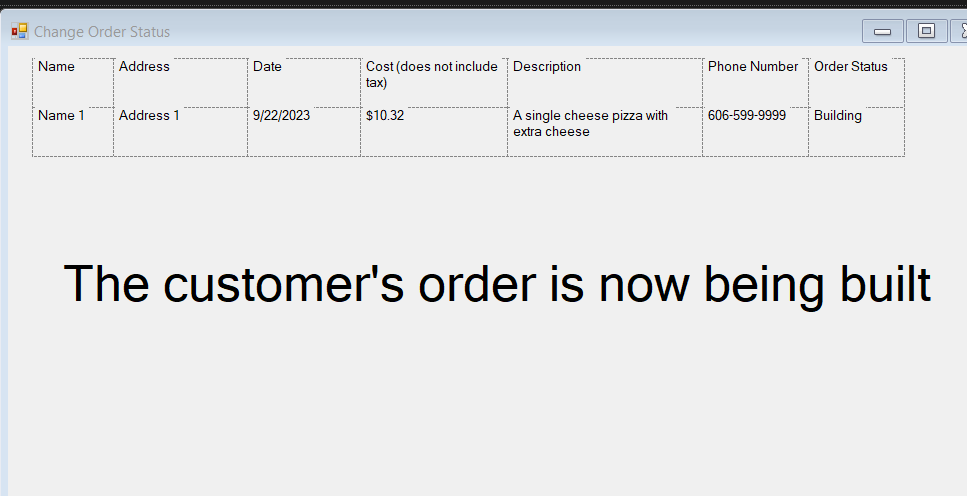 Change Order Status
Name Address Date Cost (does not include Description Phone Number Order Status
tax)
Name 1 Address 1 9/22/2023 $10.32 A single cheese pizza with 606-599-9999 Building
extra cheese
The customer's order is now being built